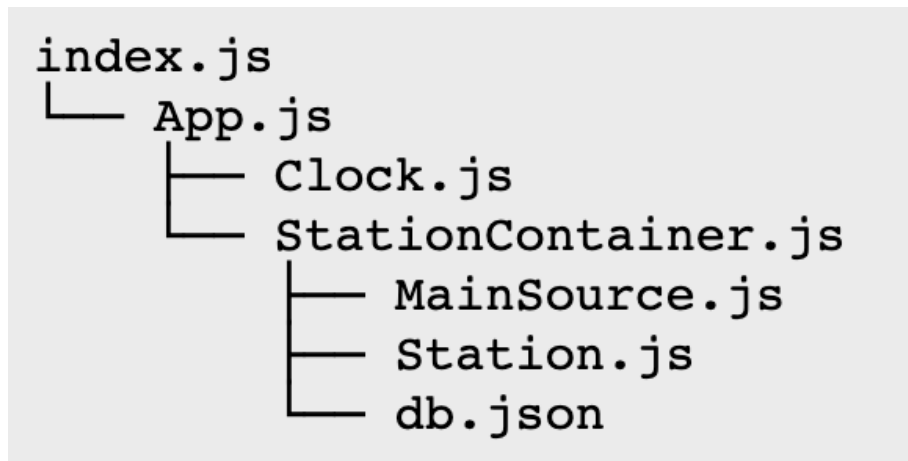 index.js
App.js
Clock.js
StationContainer.js
MainSource.js
Station.js
db.json